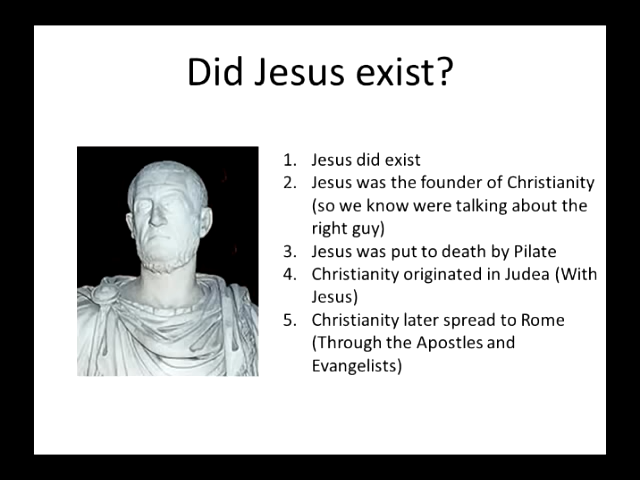 Did Jesus exist?
1. Jesus did exist
2. Jesus was the founder of Christianity
(so we know were talking about the
right guy)
3. Jesus was put to death by Pilate
4. Christianity originated in Judea (With
Jesus)
5. Christianity later spread to Rome
(Through the Apostles and
Evangelists)